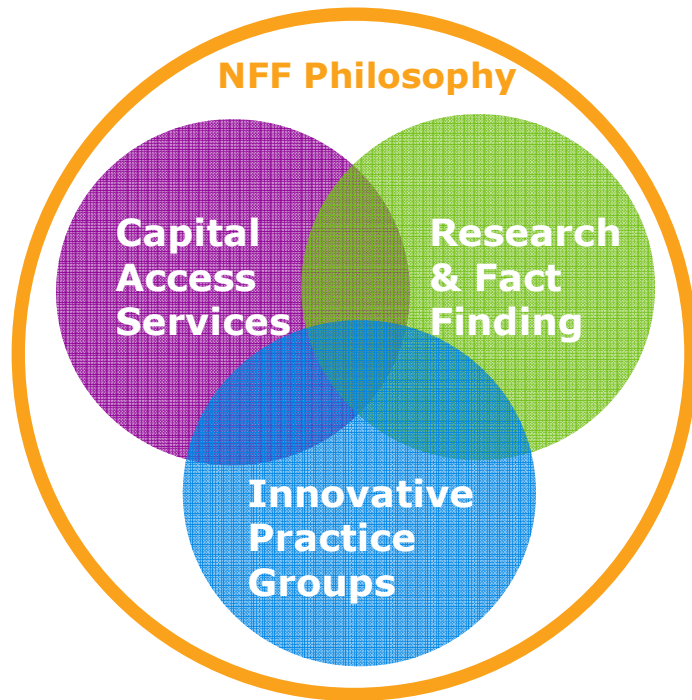 NFF Philosophy
Capital
Access
Services
Research
& Fact
Finding
Innovative
Practice
Groups